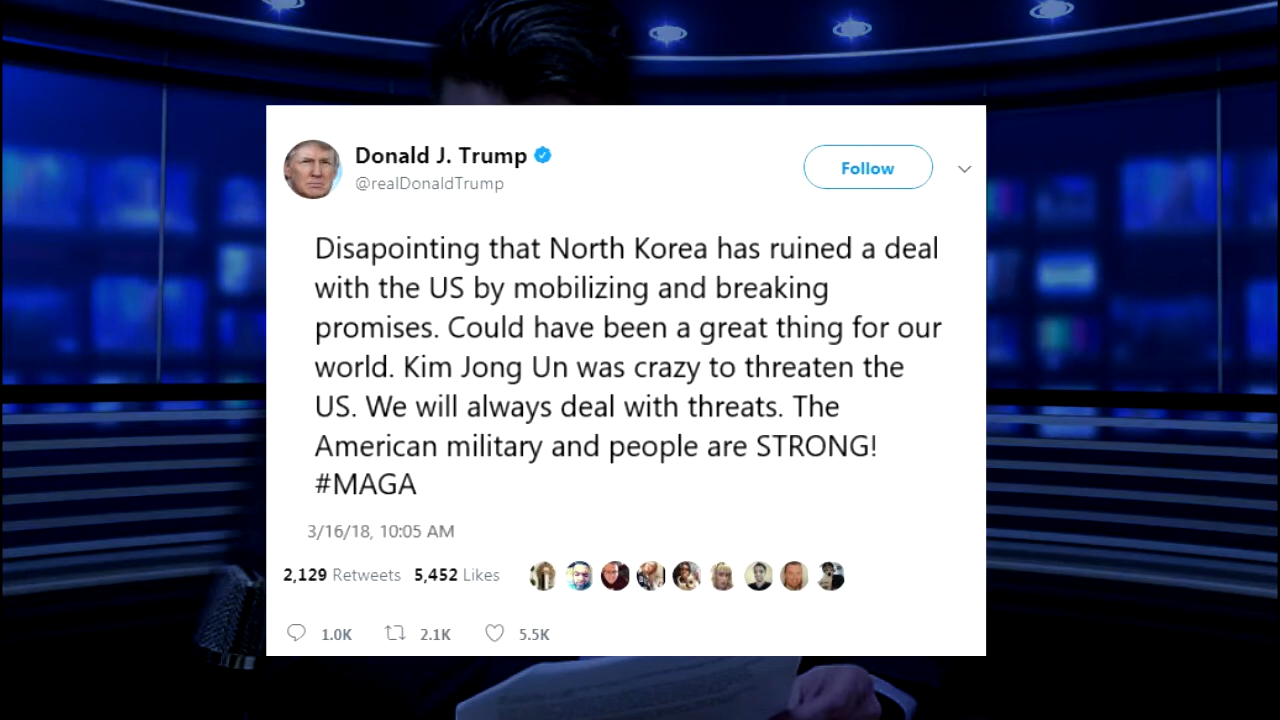 Donald J. Trump
@realDonaldTrump
Follow
Disapointing that North Korea has ruined a deal
with the US by mobilizing and breaking
promises. Could have been a great thing for our
world. Kim Jong Un was crazy to threaten the
US. We will always deal with threats. The
American military and people are STRONG!
#MAGA
3/16/18, 10:05 AM
2,129 Retweets 5,452 Likes
1.0K 2.1K 5.5K